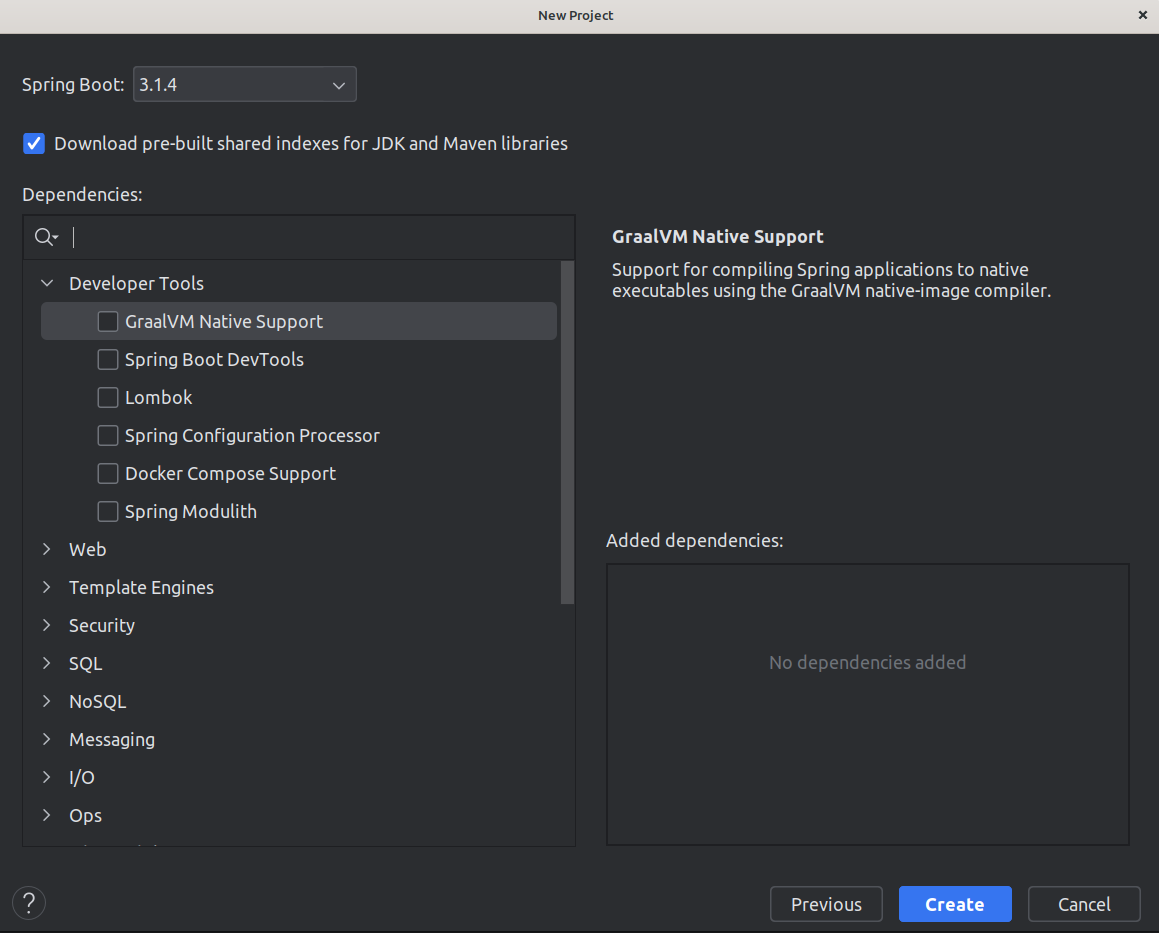 New Project
Spring Boot: 3.1.4
Download pre-built shared indexes for JDK and Maven libraries
Dependencies:
Developer Tools
GraalVM Native Support
Spring Boot DevTools
Lombok
Spring Configuration Processor
Docker Compose Support
Spring Modulith
Web
Template Engines
Security
SQL
NoSQL
Messaging
I/O
Ops
GraalVM Native Support
Support for compiling Spring applications to native
executables using the GraalVM native-image compiler.
Added dependencies:
No dependencies added
?
Previous
Create
Cancel